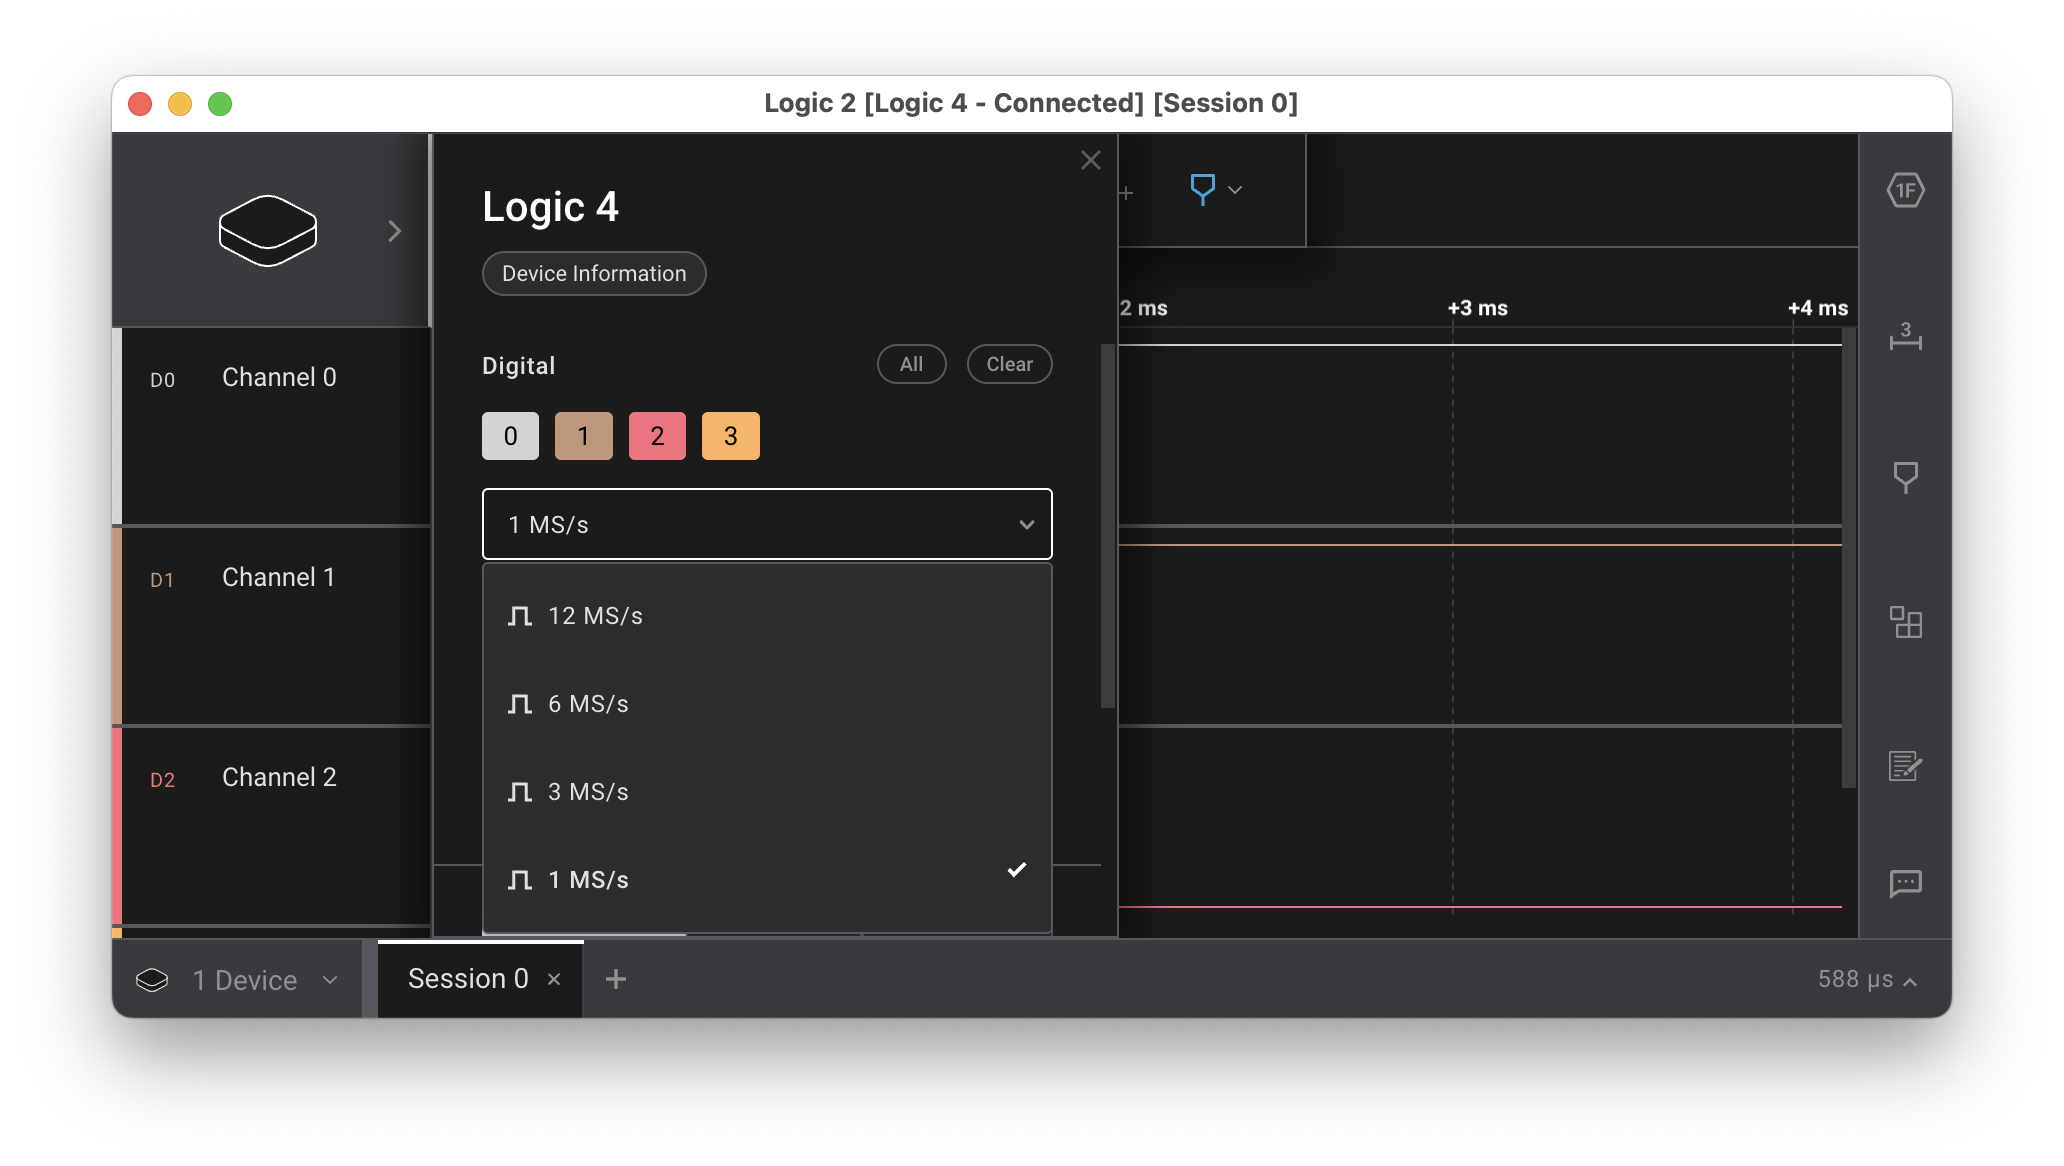 Logic 2 [Logic 4 - Connected] [Session 0]
Logic 4
Device Information
2 ms
+3 ms
+4 ms
1F
3
D0 Channel 0
D1 Channel 1
D2 Channel 2
Digital
All
Clear
0 1 2 3
1 MS/s
12 MS/s
6 MS/s
3 MS/s
1 MS/s
1 Device
Session 0
588 µs